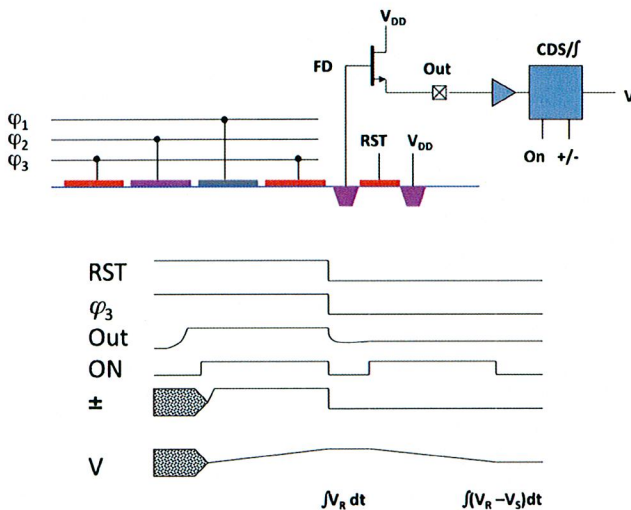 V_DD
CDS/∫
FD
Out
V
φ₁
φ₂
φ₃
RST
V_DD
On +/-
RST
φ₃
Out
ON
±
V
∫V_R dt
∫(V_R –V_S)dt